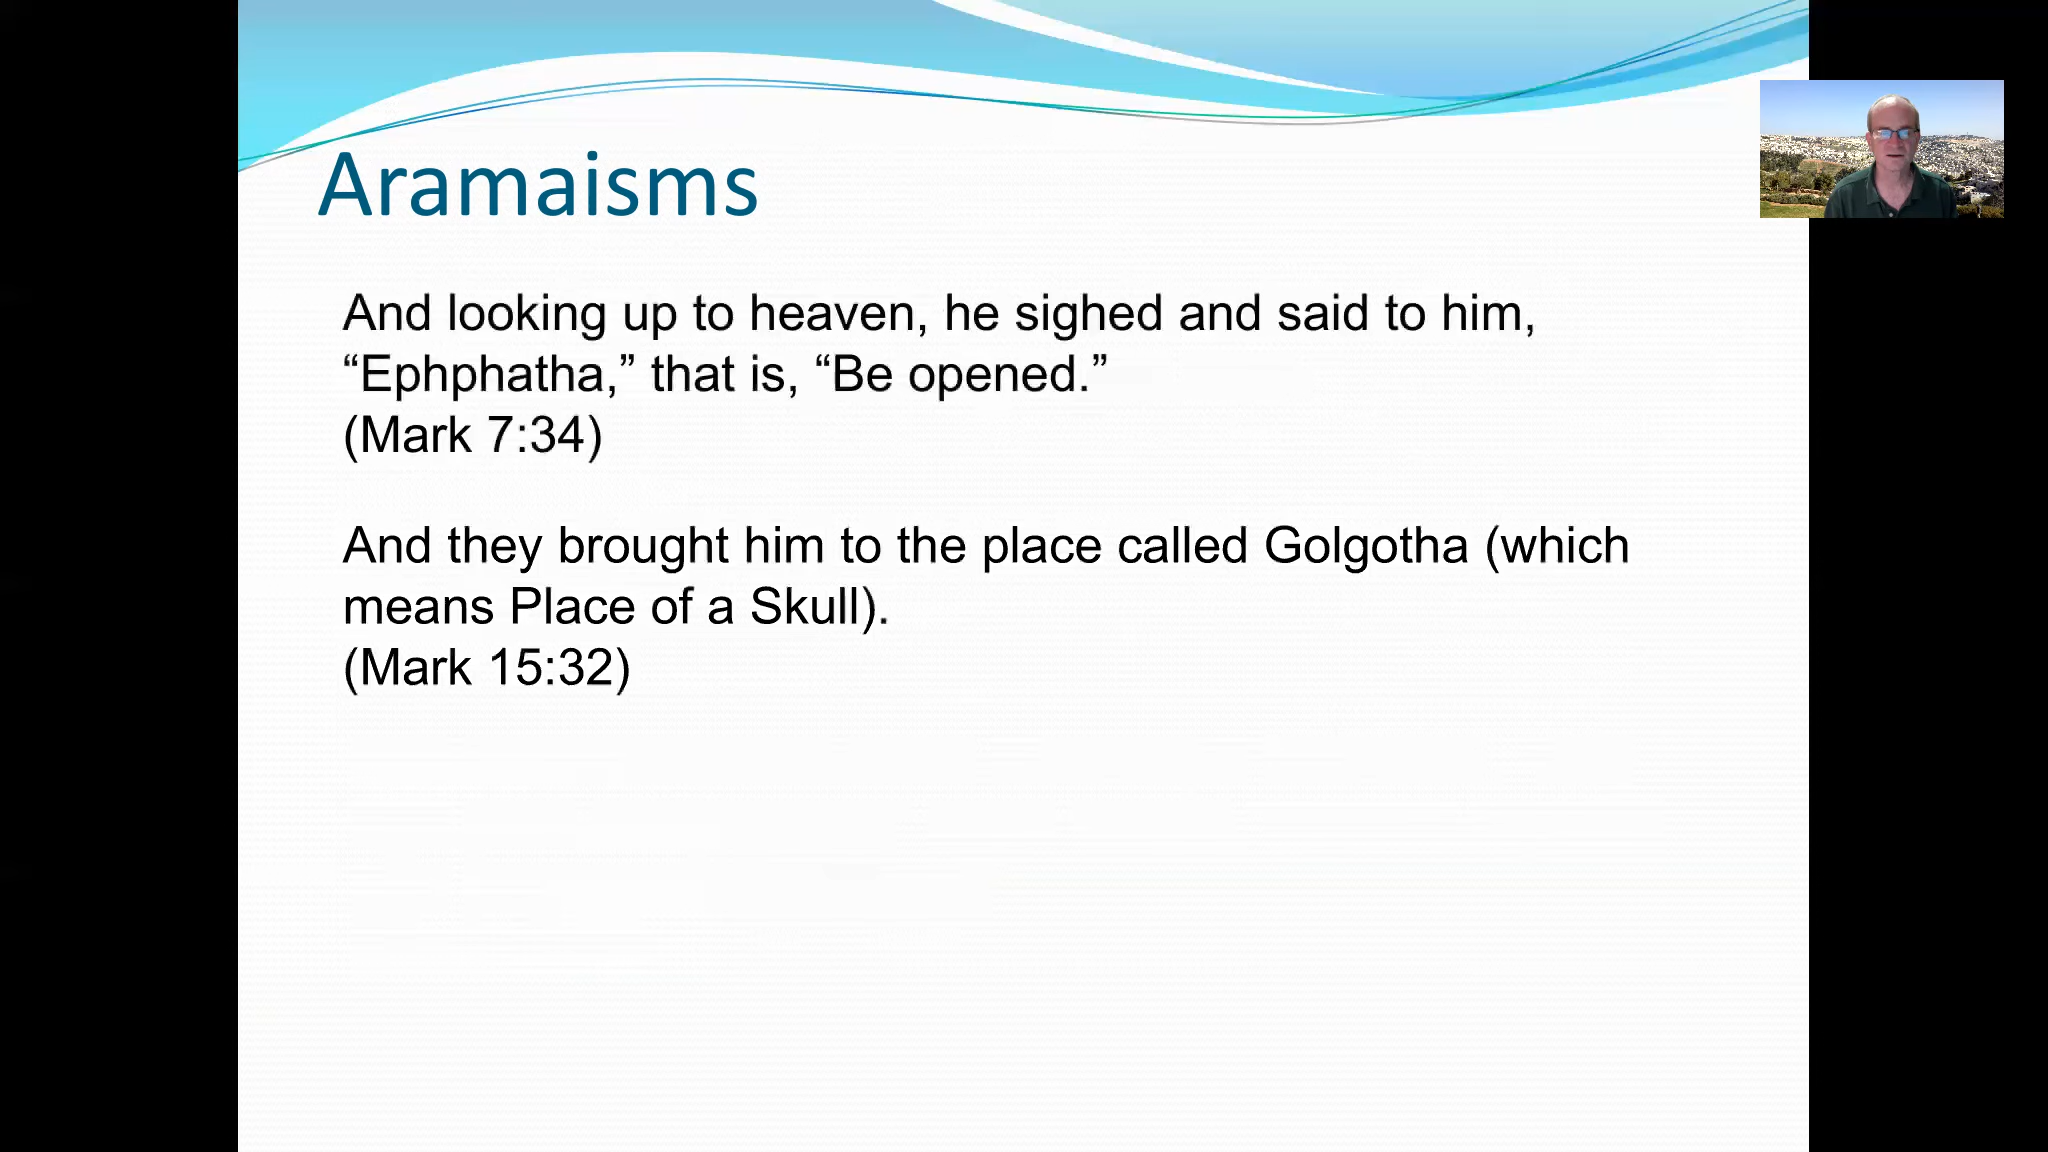 Aramaisms
And looking up to heaven, he sighed and said to him,
“Ephphatha,” that is, “Be opened.”
(Mark 7:34)
And they brought him to the place called Golgotha (which
means Place of a Skull).
(Mark 15:32)